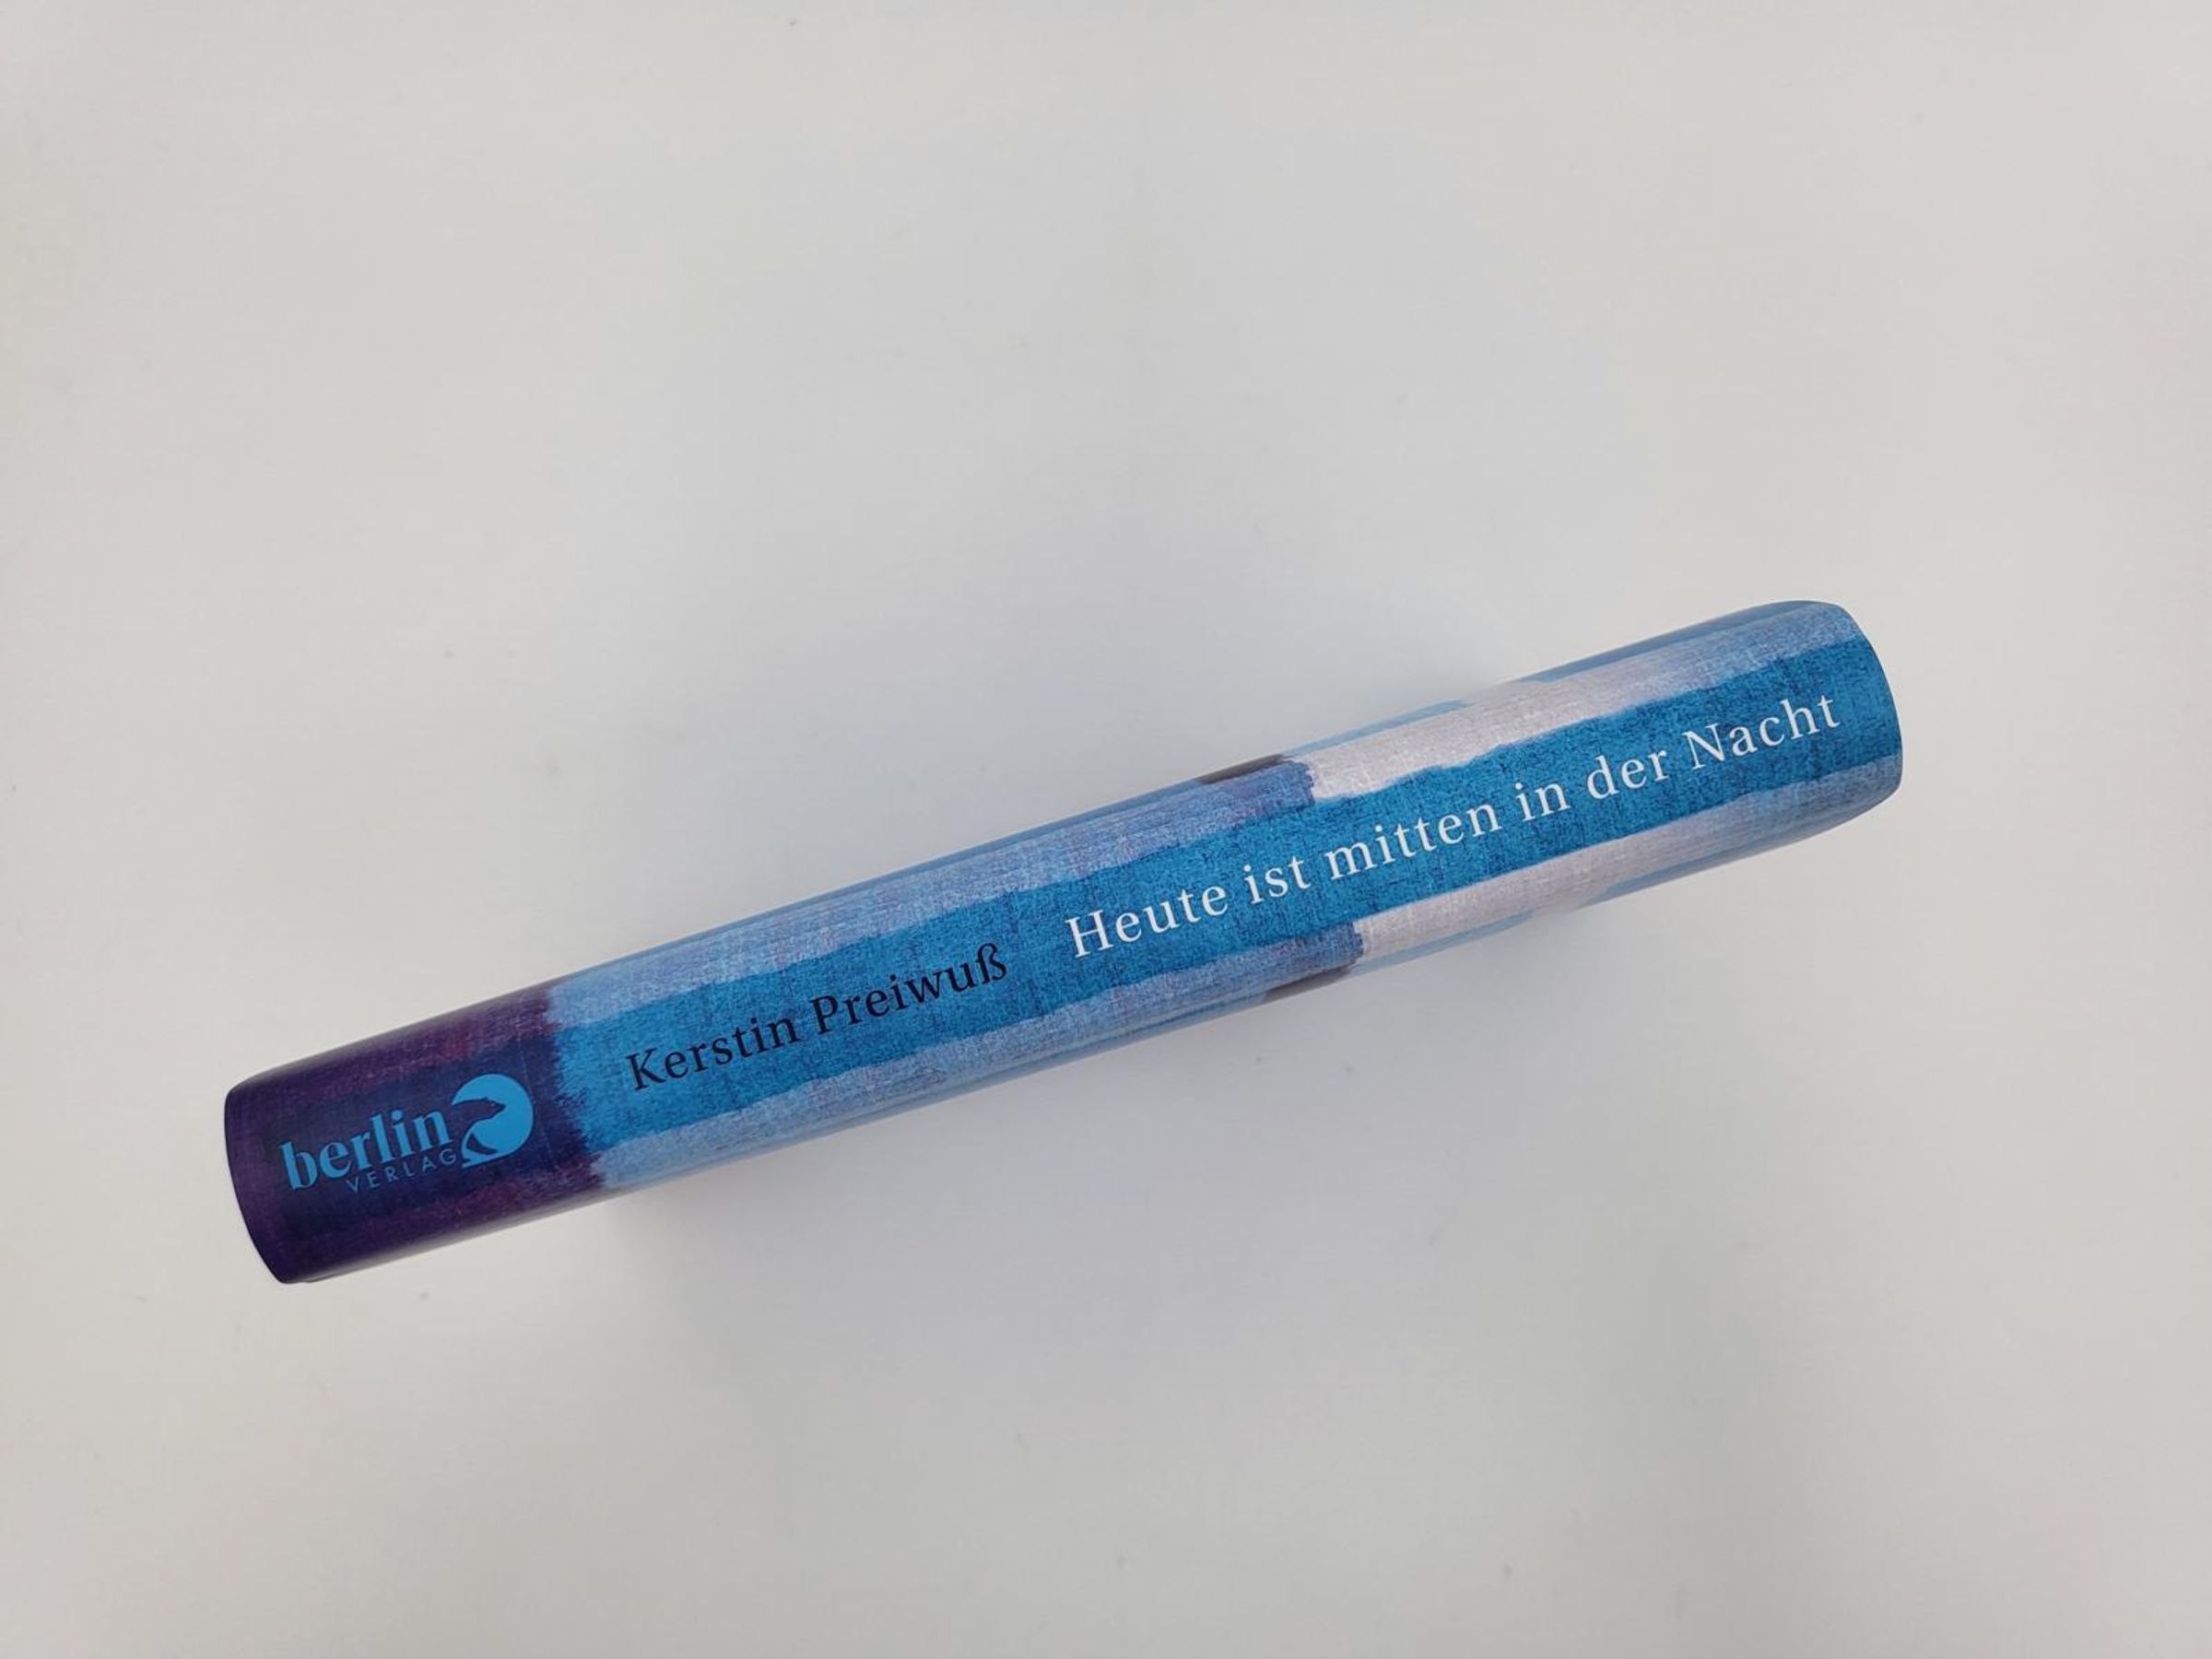 berlin
VERLAG
Kerstin Preiwuß
Heute ist mitten in der Nacht